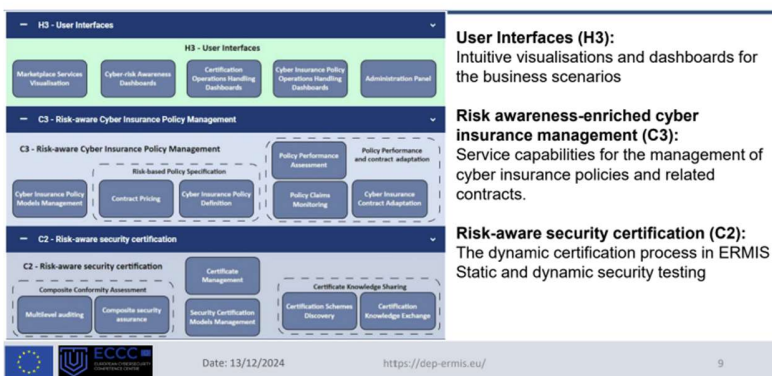 − H3 - User Interfaces
H3 - User Interfaces
Marketplace Services
Visualisation
Cyber-risk Awareness
Dashboards
Certification
Operations Handling
Dashboards
Cyber Insurance Policy
Operations Handling
Dashboards
Administration Panel
− C3 - Risk-aware Cyber Insurance Policy Management
C3 - Risk-aware Cyber Insurance Policy Management
Risk-based Policy Specification
Cyber Insurance Policy
Models Management
Contract Pricing
Cyber Insurance Policy
Definition
Policy Performance
Assessment
Policy Performance
and contract adaptation
Policy Claims
Monitoring
Cyber Insurance
Contract Adaptation
− C2 - Risk-aware security certification
C2 - Risk-aware security certification
Composite Conformity Assessment
Multilevel auditing
Composite security
assurance
Certificate
Management
Security Certification
Models Management
Certificate Knowledge Sharing
Certification Schemes
Discovery
Certification
Knowledge Exchange
User Interfaces (H3):
Intuitive visualisations and dashboards for
the business scenarios
Risk awareness-enriched cyber
insurance management (C3):
Service capabilities for the management of
cyber insurance policies and related
contracts.
Risk-aware security certification (C2):
The dynamic certification process in ERMIS
Static and dynamic security testing
ECCC
EUROPEAN CYBERSECURITY
COMPETENCE CENTRE
Date: 13/12/2024
https://dep-ermis.eu/
9